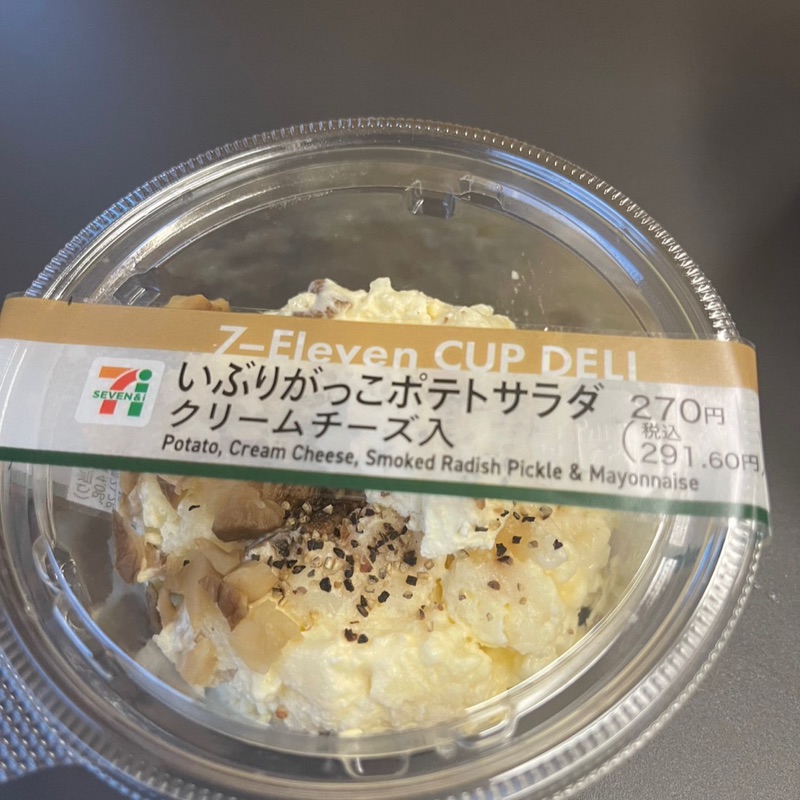 7-Eleven CUP DELI
SEVEN&i
いぶりがっこポテトサラダ
クリームチーズ入
270円
(税込
291.60円)
Potato, Cream Cheese, Smoked Radish Pickle & Mayonnaise